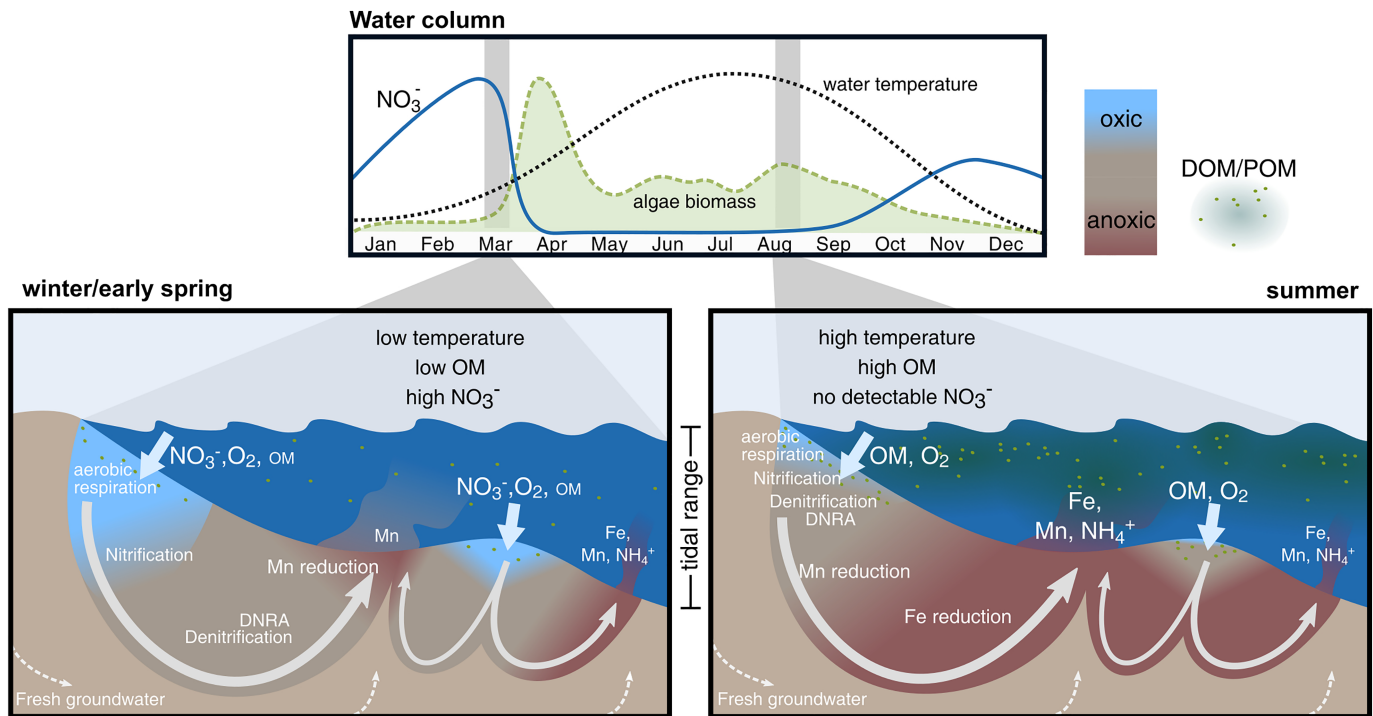 Water column
NO₃⁻
water temperature
algae biomass
Jan Feb Mar Apr May Jun Jul Aug Sep Oct Nov Dec
oxic
anoxic
DOM/POM
winter/early spring
low temperature
low OM
high NO₃⁻
NO₃⁻,O₂, OM
aerobic
respiration
Nitrification
Mn
Mn reduction
DNRA
Denitrification
NO₃⁻,O₂, OM
Fe,
Mn, NH₄⁺
Fresh groundwater
tidal range
summer
high temperature
high OM
no detectable NO₃⁻
aerobic
respiration
Nitrification
Denitrification
DNRA
OM, O₂
Mn reduction
Fe reduction
Fe,
Mn, NH₄⁺
OM, O₂
Fe,
Mn, NH₄⁺
Fresh groundwater